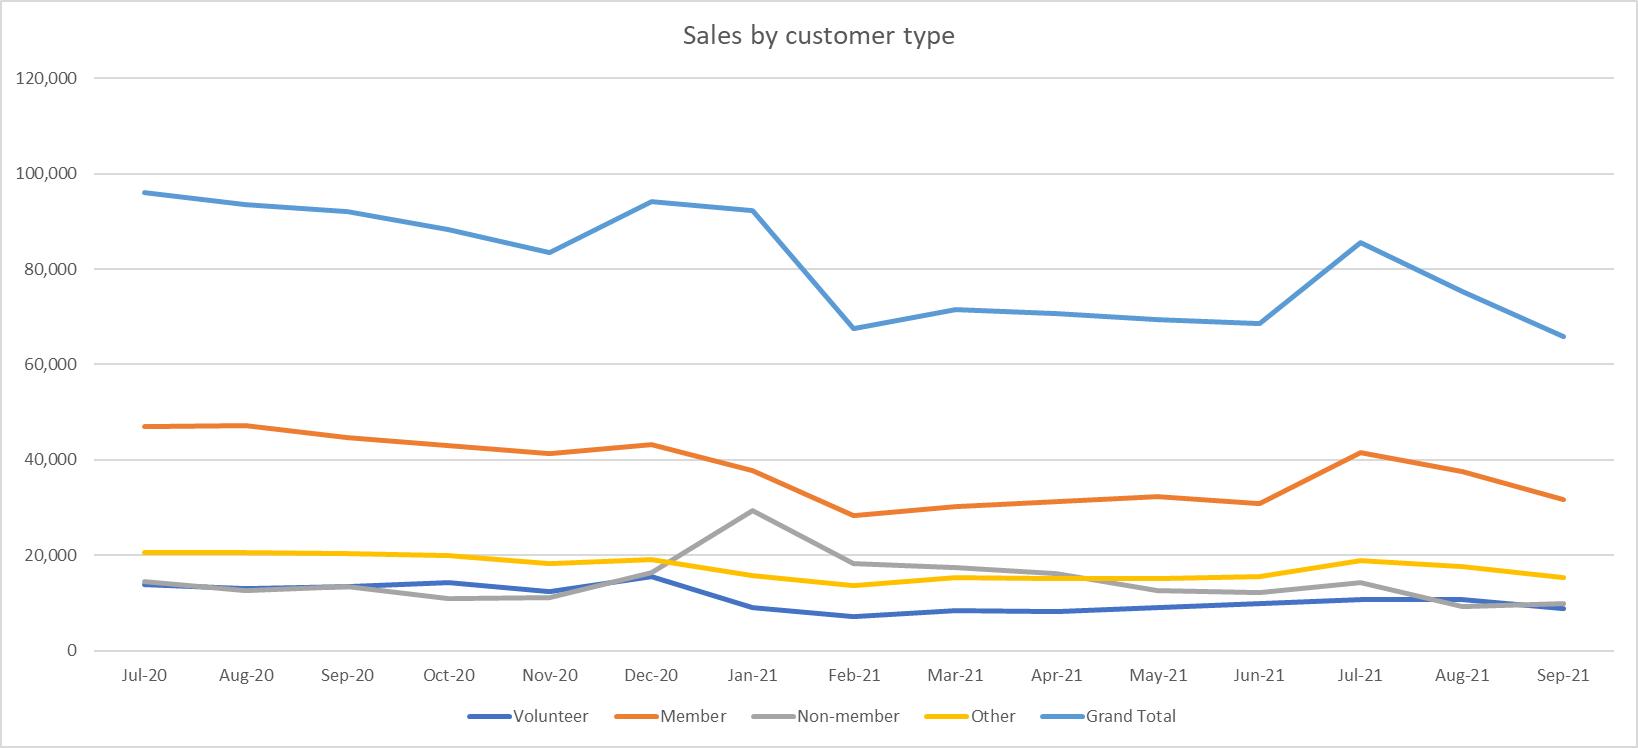 Sales by customer type
120,000
100,000
80,000
60,000
40,000
20,000
0
Jul-20 Aug-20 Sep-20 Oct-20 Nov-20 Dec-20 Jan-21 Feb-21 Mar-21 Apr-21 May-21 Jun-21 Jul-21 Aug-21 Sep-21
Volunteer Member Non-member Other Grand Total